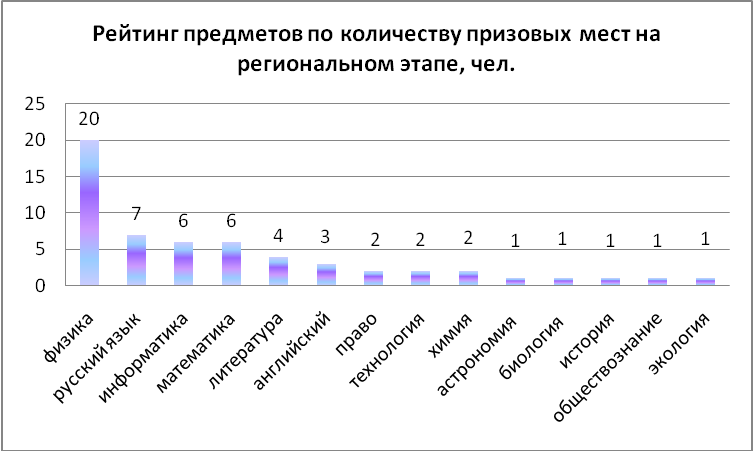 Рейтинг предметов по количеству призовых мест на
региональном этапе, чел.
25
20
15
10
5
0
20
7
6
6
4
3
2
2
2
1
1
1
1
1
физика
русский язык
информатика
математика
литература
английский
право
технология
химия
астрономия
биология
история
обществознание
экология